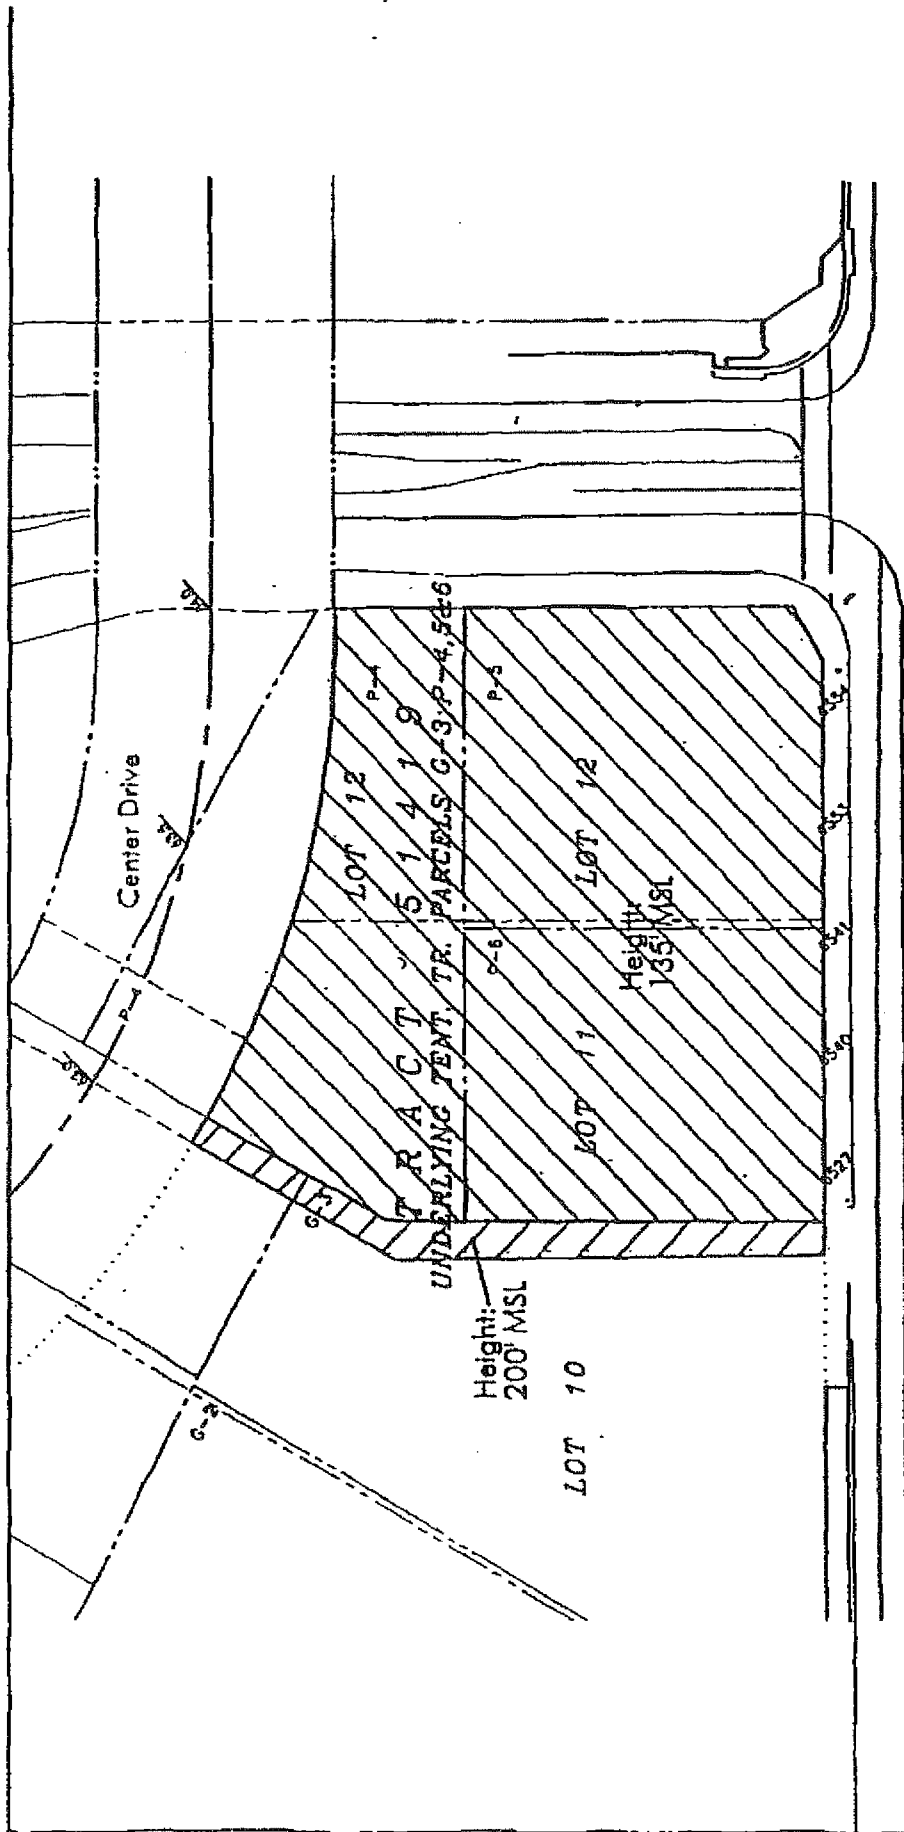 Center Drive
P-4
G-2
G-3
P-4
P-5
P-6
LOT 12
TRACT 51419
UNDERLYING TENT. TR. PARCELS G-3; P-4, 5&6
LOT 12
LOT 11
Height:
135' MSL
Height:
200' MSL
LOT 10